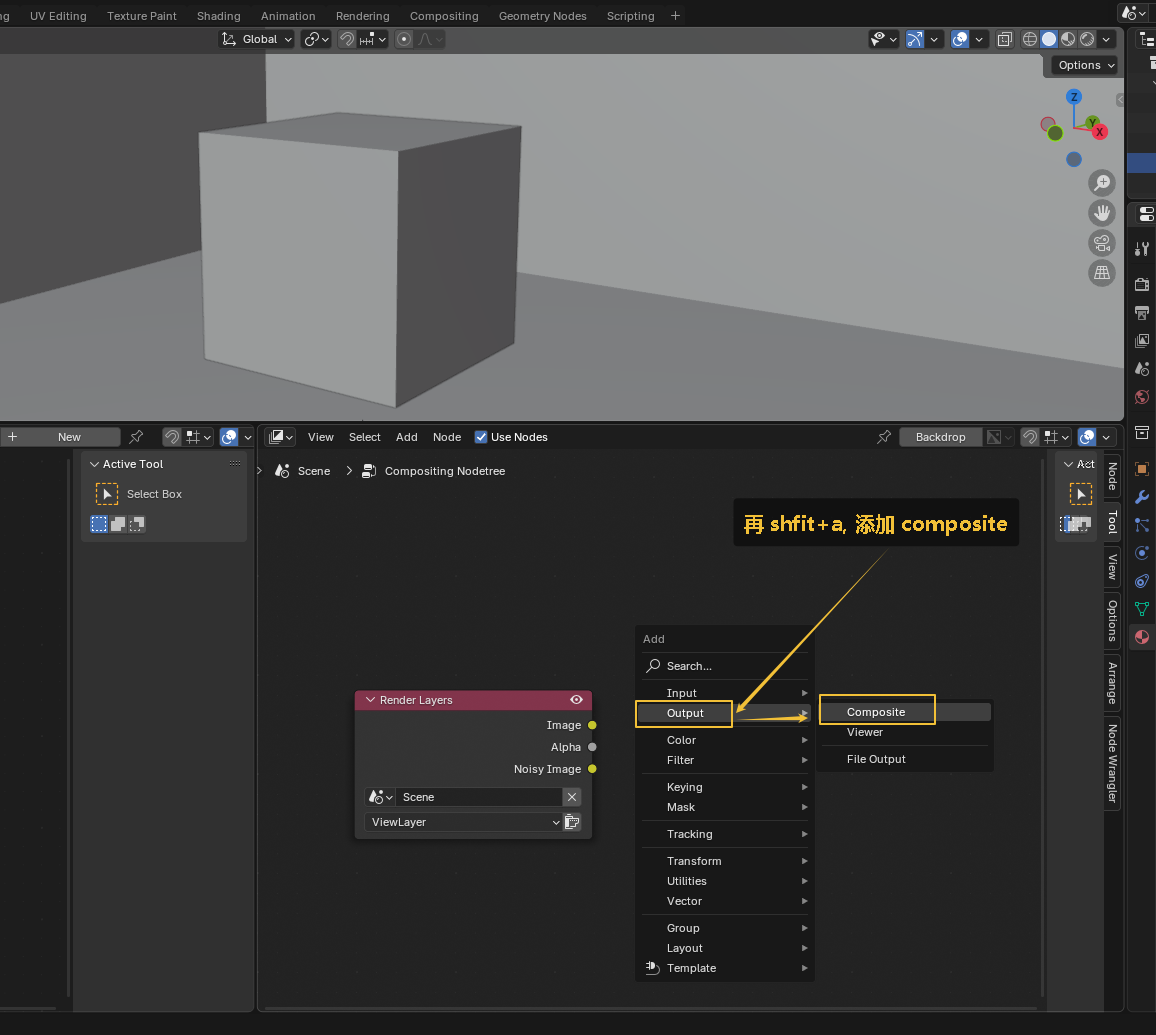 UV Editing Texture Paint Shading Animation Rendering Compositing Geometry Nodes Scripting +
Global
Options
Z
Y
X
+ New
View Select Add Node Use Nodes Backdrop
Active Tool
Select Box
Scene > Compositing Nodetree
Act
Node
Tool
View
Options
Arrange
Node Wrangler
再 shfit+a, 添加 composite
Render Layers
Image
Alpha
Noisy Image
Scene
ViewLayer
Add
Search...
Input
Output
Color
Filter
Keying
Mask
Tracking
Transform
Utilities
Vector
Group
Layout
Template
Composite
Viewer
File Output